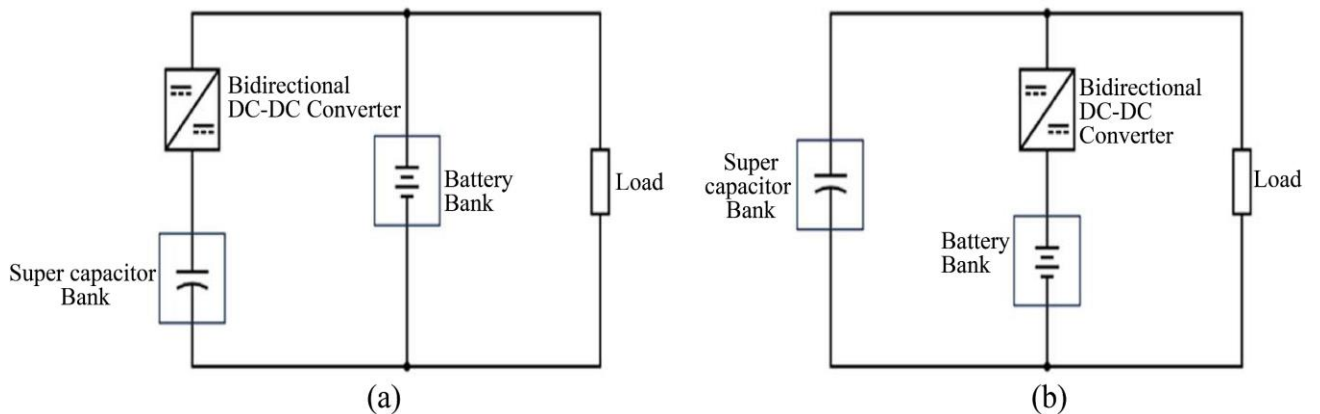 Bidirectional
DC-DC Converter
Battery
Bank
Load
Super capacitor
Bank
(a)
Super
capacitor
Bank
Bidirectional
DC-DC
Converter
Battery
Bank
Load
(b)